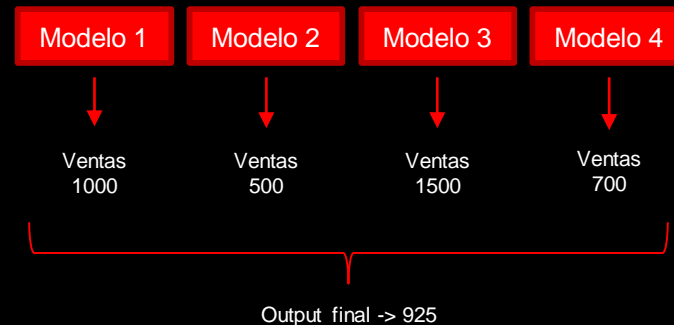 Modelo 1
Modelo 2
Modelo 3
Modelo 4
Ventas
1000
Ventas
500
Ventas
1500
Ventas
700
Output final -> 925